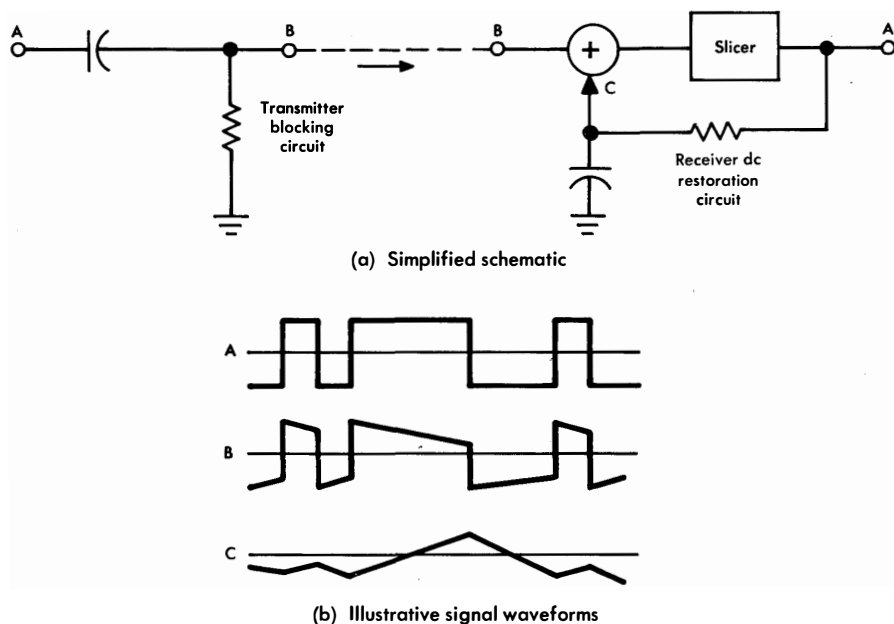 A
B
B
A
Slicer
C
Transmitter
blocking
circuit
Receiver dc
restoration
circuit
(a) Simplified schematic
A
B
C
(b) Illustrative signal waveforms